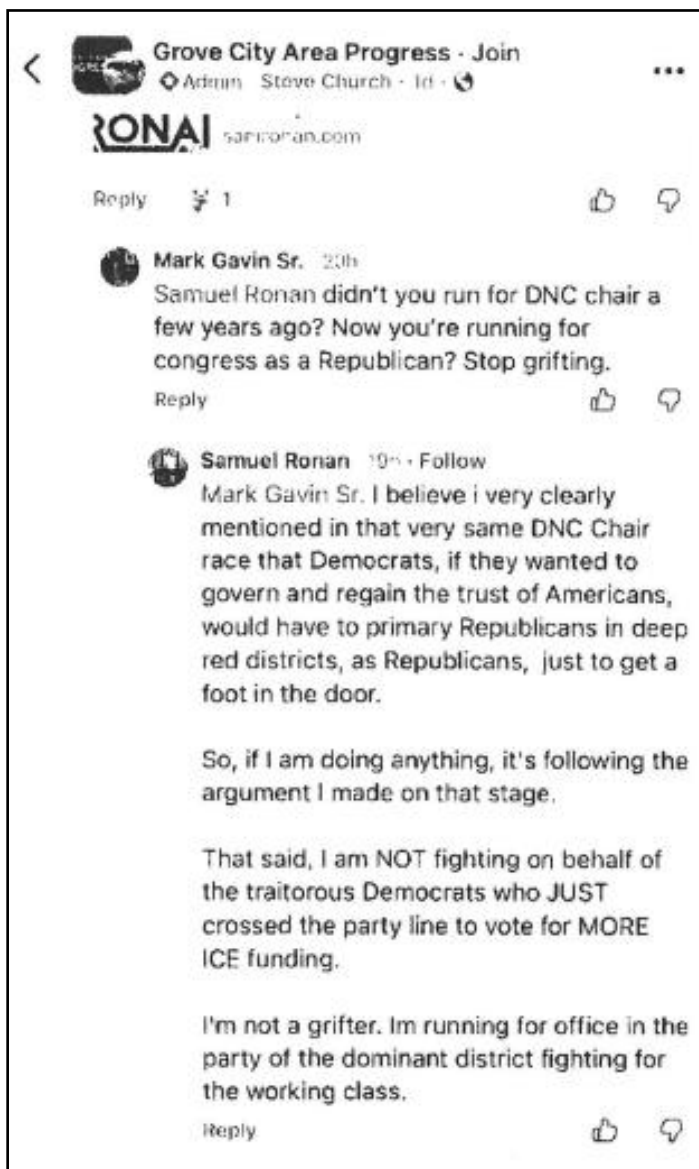 Grove City Area Progress · Join
Admin Steve Church · 1d ·
RONAN samronan.com
Reply 1
Mark Gavin Sr. 20h
Samuel Ronan didn't you run for DNC chair a
few years ago? Now you're running for
congress as a Republican? Stop grifting.
Reply
Samuel Ronan 19h · Follow
Mark Gavin Sr. I believe i very clearly
mentioned in that very same DNC Chair
race that Democrats, if they wanted to
govern and regain the trust of Americans,
would have to primary Republicans in deep
red districts, as Republicans, just to get a
foot in the door.
So, if I am doing anything, it's following the
argument I made on that stage.
That said, I am NOT fighting on behalf of
the traitorous Democrats who JUST
crossed the party line to vote for MORE
ICE funding.
I'm not a grifter. Im running for office in the
party of the dominant district fighting for
the working class.
Reply